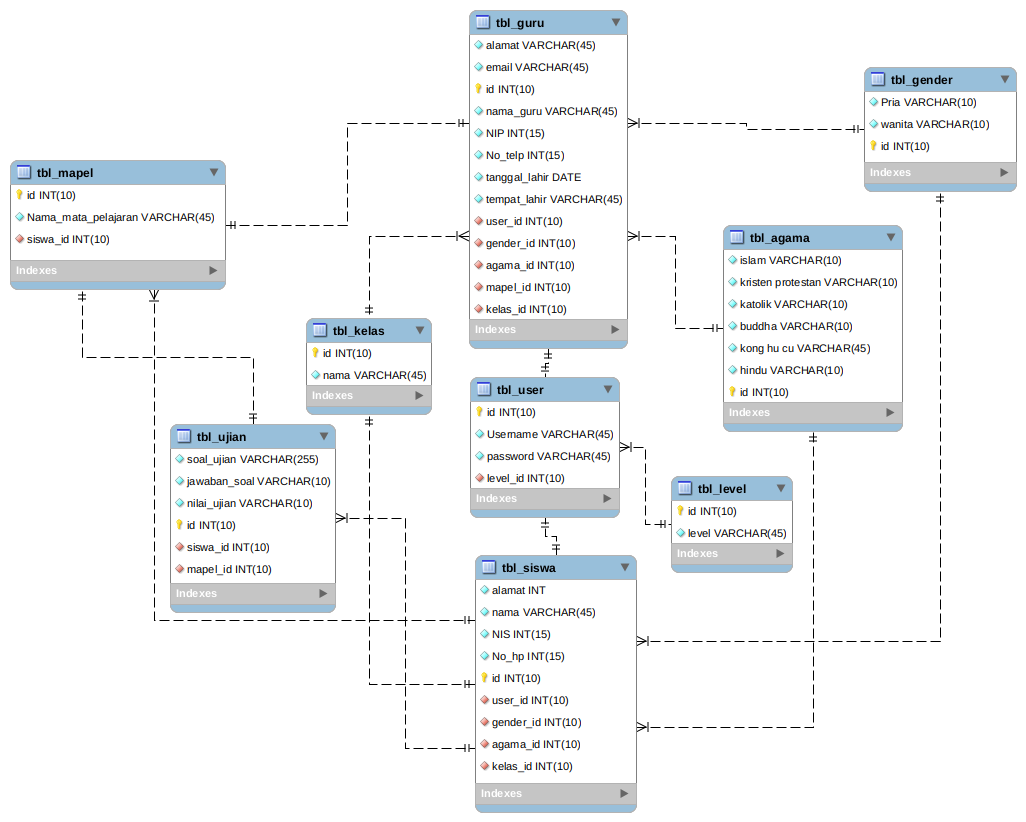 tbl_guru
alamat VARCHAR(45)
email VARCHAR(45)
id INT(10)
nama_guru VARCHAR(45)
NIP INT(15)
No_telp INT(15)
tanggal_lahir DATE
tempat_lahir VARCHAR(45)
user_id INT(10)
gender_id INT(10)
agama_id INT(10)
mapel_id INT(10)
kelas_id INT(10)
Indexes
tbl_gender
Pria VARCHAR(10)
wanita VARCHAR(10)
id INT(10)
Indexes
tbl_mapel
id INT(10)
Nama_mata_pelajaran VARCHAR(45)
siswa_id INT(10)
Indexes
tbl_agama
islam VARCHAR(10)
kristen protestan VARCHAR(10)
katolik VARCHAR(10)
buddha VARCHAR(10)
kong hu cu VARCHAR(45)
hindu VARCHAR(10)
id INT(10)
Indexes
tbl_kelas
id INT(10)
nama VARCHAR(45)
Indexes
tbl_user
id INT(10)
Username VARCHAR(45)
password VARCHAR(45)
level_id INT(10)
Indexes
tbl_ujian
soal_ujian VARCHAR(255)
jawaban_soal VARCHAR(10)
nilai_ujian VARCHAR(10)
id INT(10)
siswa_id INT(10)
mapel_id INT(10)
Indexes
tbl_level
id INT(10)
level VARCHAR(45)
Indexes
tbl_siswa
alamat INT
nama VARCHAR(45)
NIS INT(15)
No_hp INT(15)
id INT(10)
user_id INT(10)
gender_id INT(10)
agama_id INT(10)
kelas_id INT(10)
Indexes